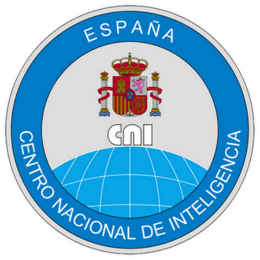 ESPAÑA
CNI
CENTRO NACIONAL DE INTELIGENCIA